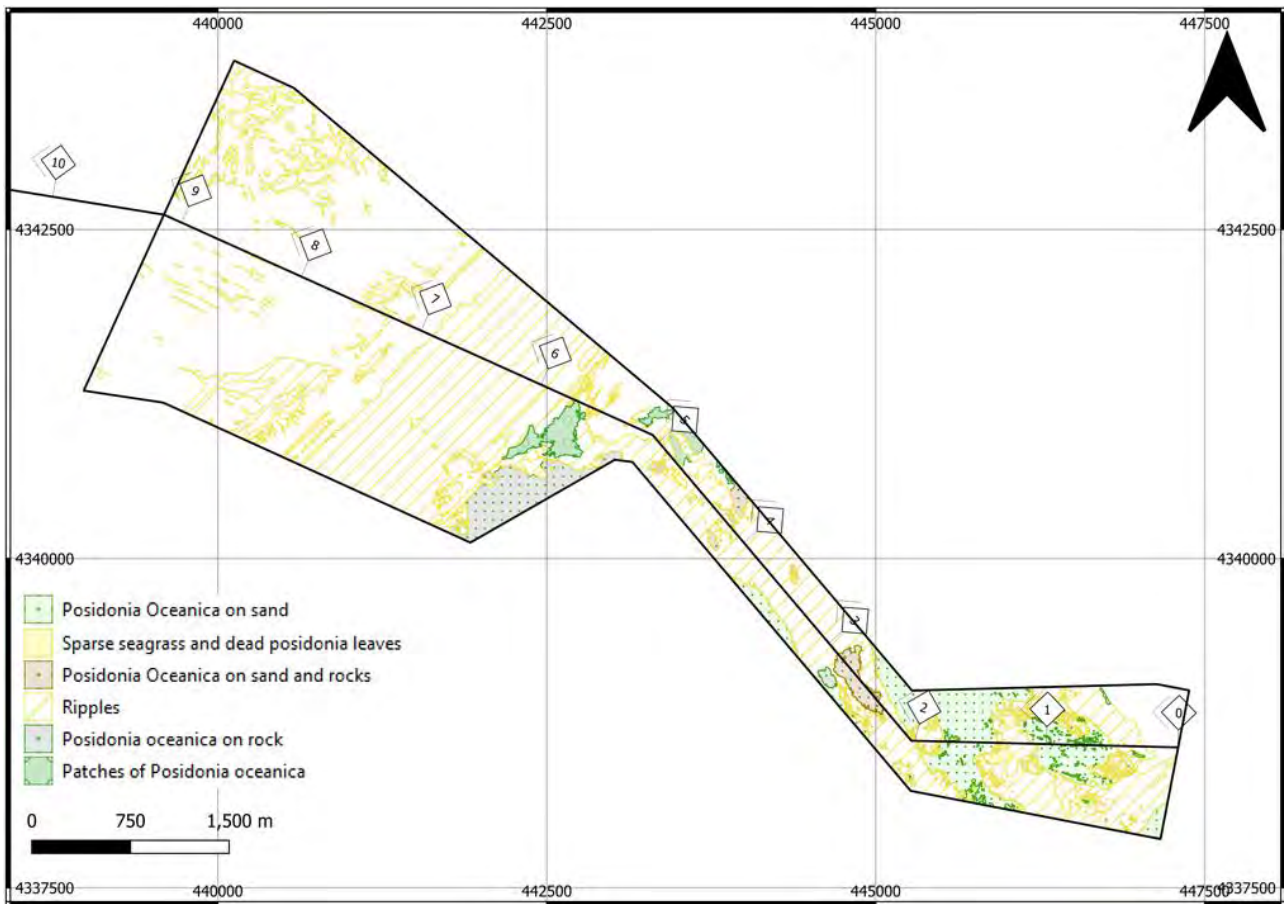 440000 442500 445000 447500
10
9
8
4342500 4342500
7
6
5
4
4340000 4340000
3
2
1
0
Posidonia Oceanica on sand
Sparse seagrass and dead posidonia leaves
Posidonia Oceanica on sand and rocks
Ripples
Posidonia oceanica on rock
Patches of Posidonia oceanica
0 750 1,500 m
4337500 4337500
440000 442500 445000 447500